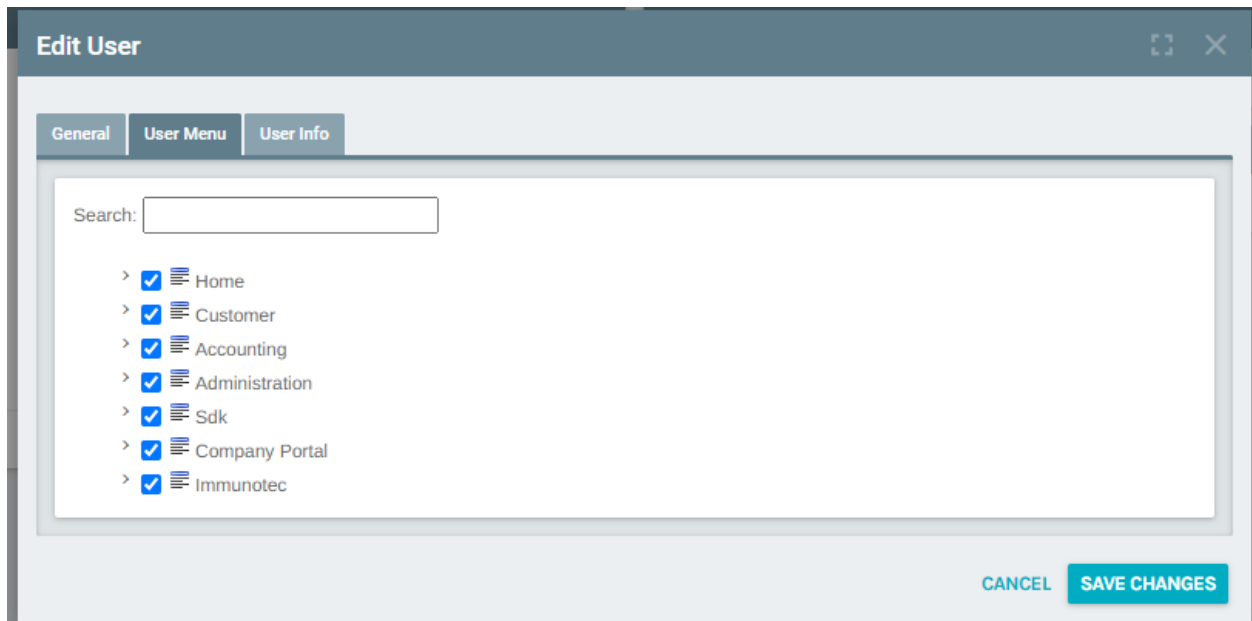 Edit User
General User Menu User Info
Search:
Home
Customer
Accounting
Administration
Sdk
Company Portal
Immunotec
CANCEL SAVE CHANGES